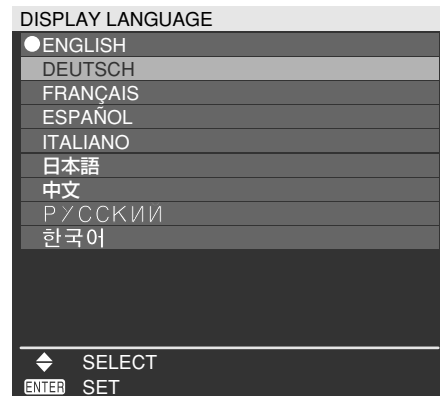 DISPLAY LANGUAGE
ENGLISH
DEUTSCH
FRANÇAIS
ESPAÑOL
ITALIANO
日本語
中文
РУССКИИ
한국어
SELECT
ENTER SET